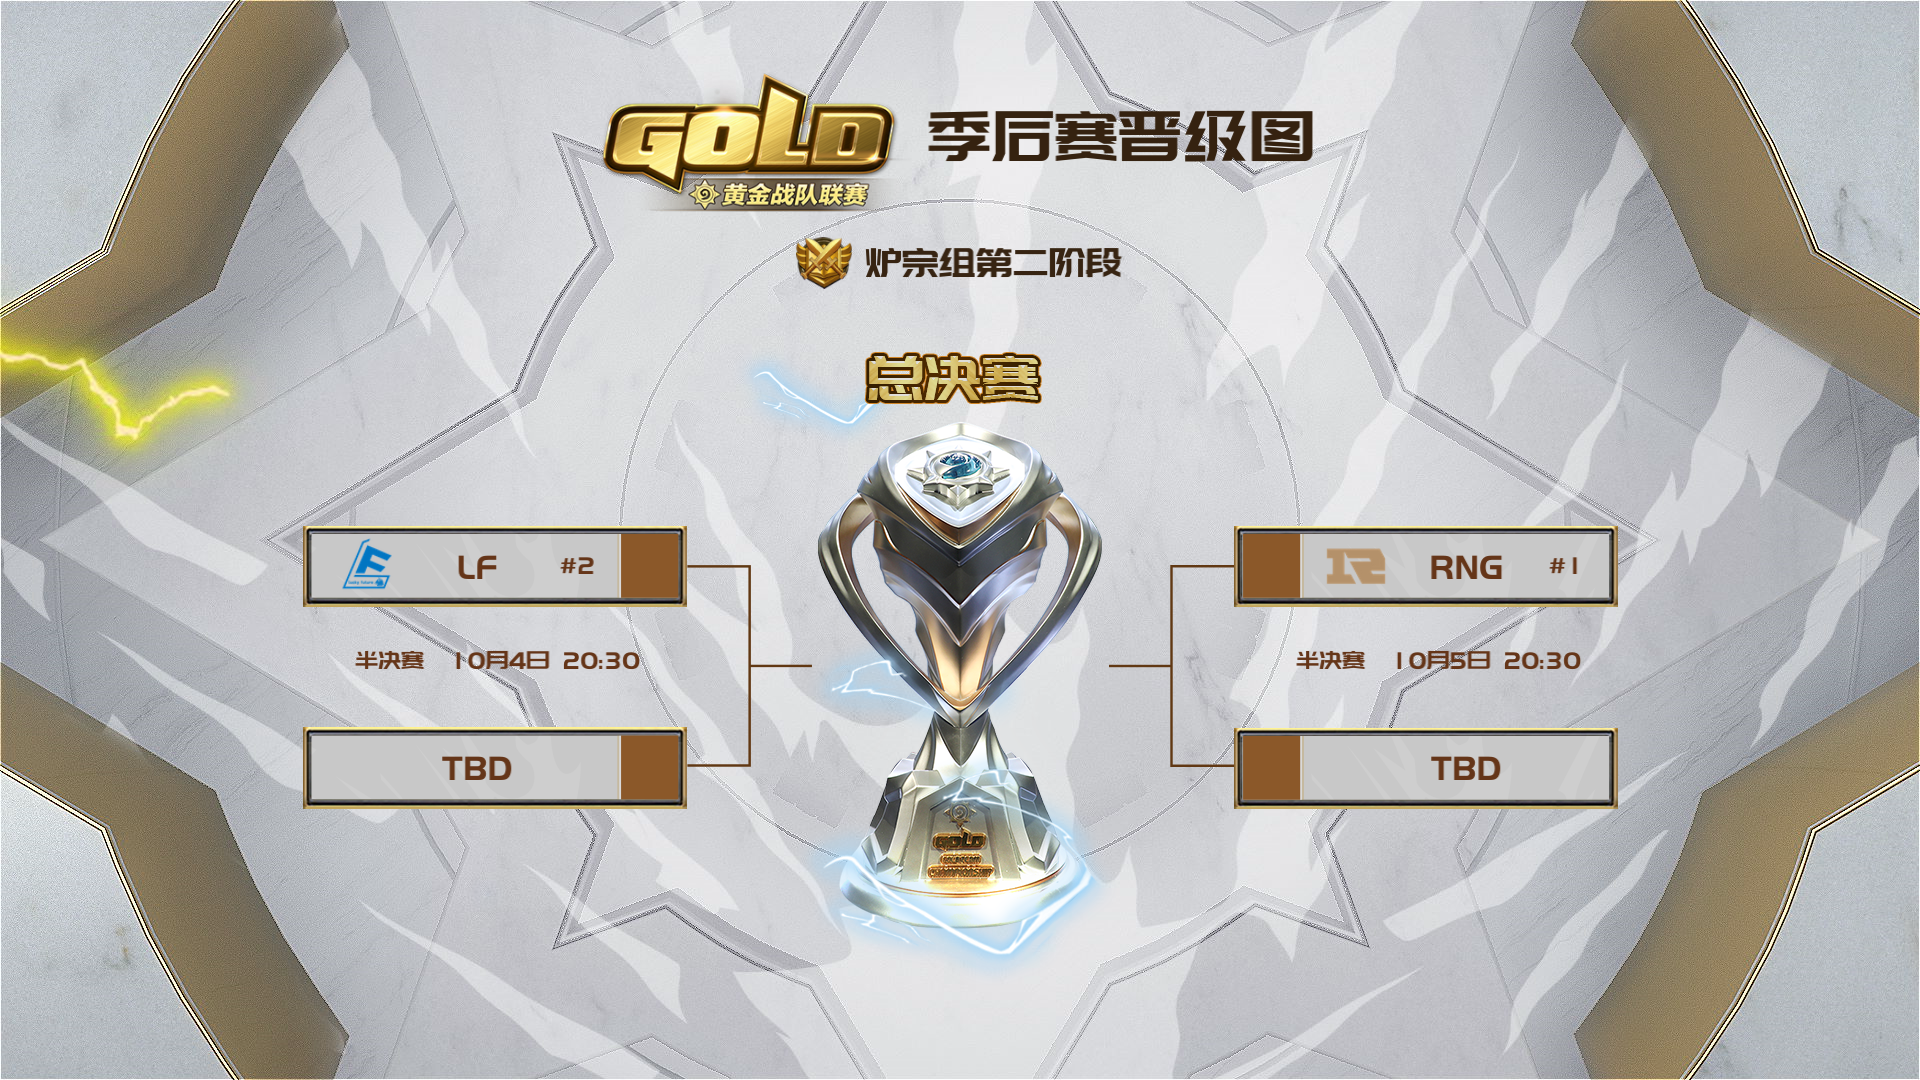 GOLD 季后赛晋级图
黄金战队联赛
炉宗组第二阶段
总决赛
LF #2
RNG #1
半决赛 10月4日 20:30
半决赛 10月5日 20:30
TBD
TBD
GOLD
CHAMPIONSHIP